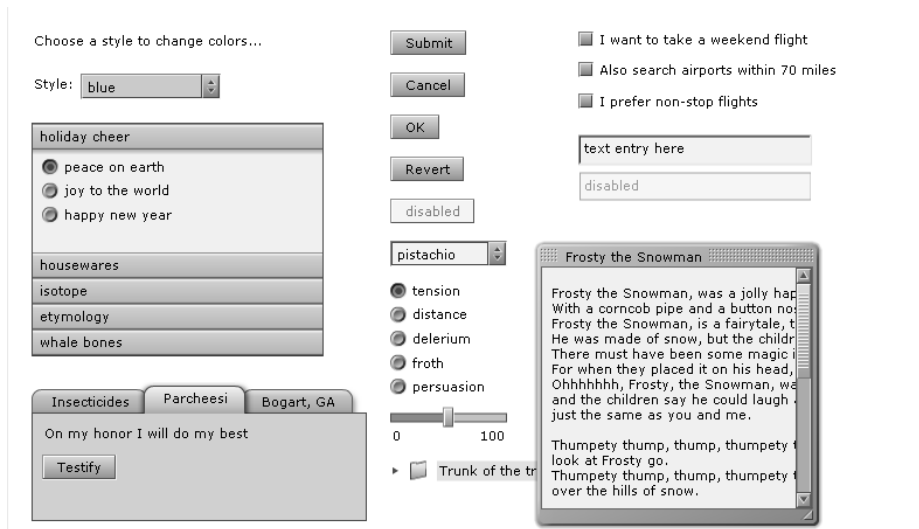 Choose a style to change colors...
Style:
blue
holiday cheer
peace on earth
joy to the world
happy new year
housewares
isotope
etymology
whale bones
Insecticides
Parcheesi
Bogart, GA
On my honor I will do my best
Testify
Submit
Cancel
OK
Revert
disabled
pistachio
tension
distance
delerium
froth
persuasion
0
100
Trunk of the tr
I want to take a weekend flight
Also search airports within 70 miles
I prefer non-stop flights
text entry here
disabled
Frosty the Snowman
Frosty the Snowman, was a jolly hap
With a corncob pipe and a button no
Frosty the Snowman, is a fairytale, t
He was made of snow, but the childr
There must have been some magic i
For when they placed it on his head,
Ohhhhhhh, Frosty, the Snowman, wa
and the children say he could laugh
just the same as you and me.
Thumpety thump, thump, thumpety t
look at Frosty go.
Thumpety thump, thump, thumpety t
over the hills of snow.